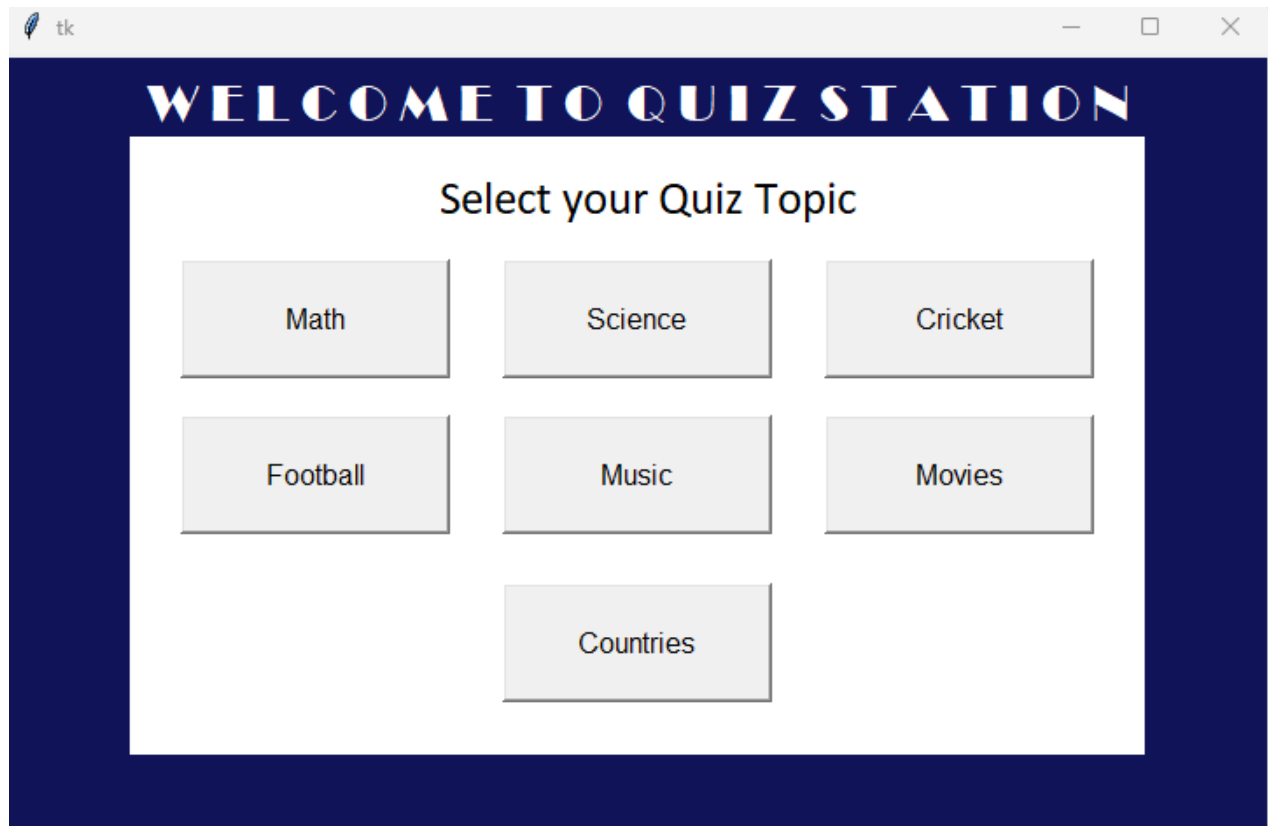 tk
WELCOME TO QUIZ STATION
Select your Quiz Topic
Math Science Cricket
Football Music Movies
Countries